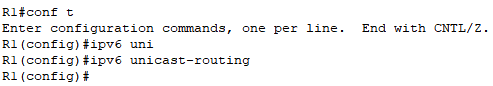 R1#conf t
Enter configuration commands, one per line.  End with CNTL/Z.
R1(config)#ipv6 uni
R1(config)#ipv6 unicast-routing
R1(config)#